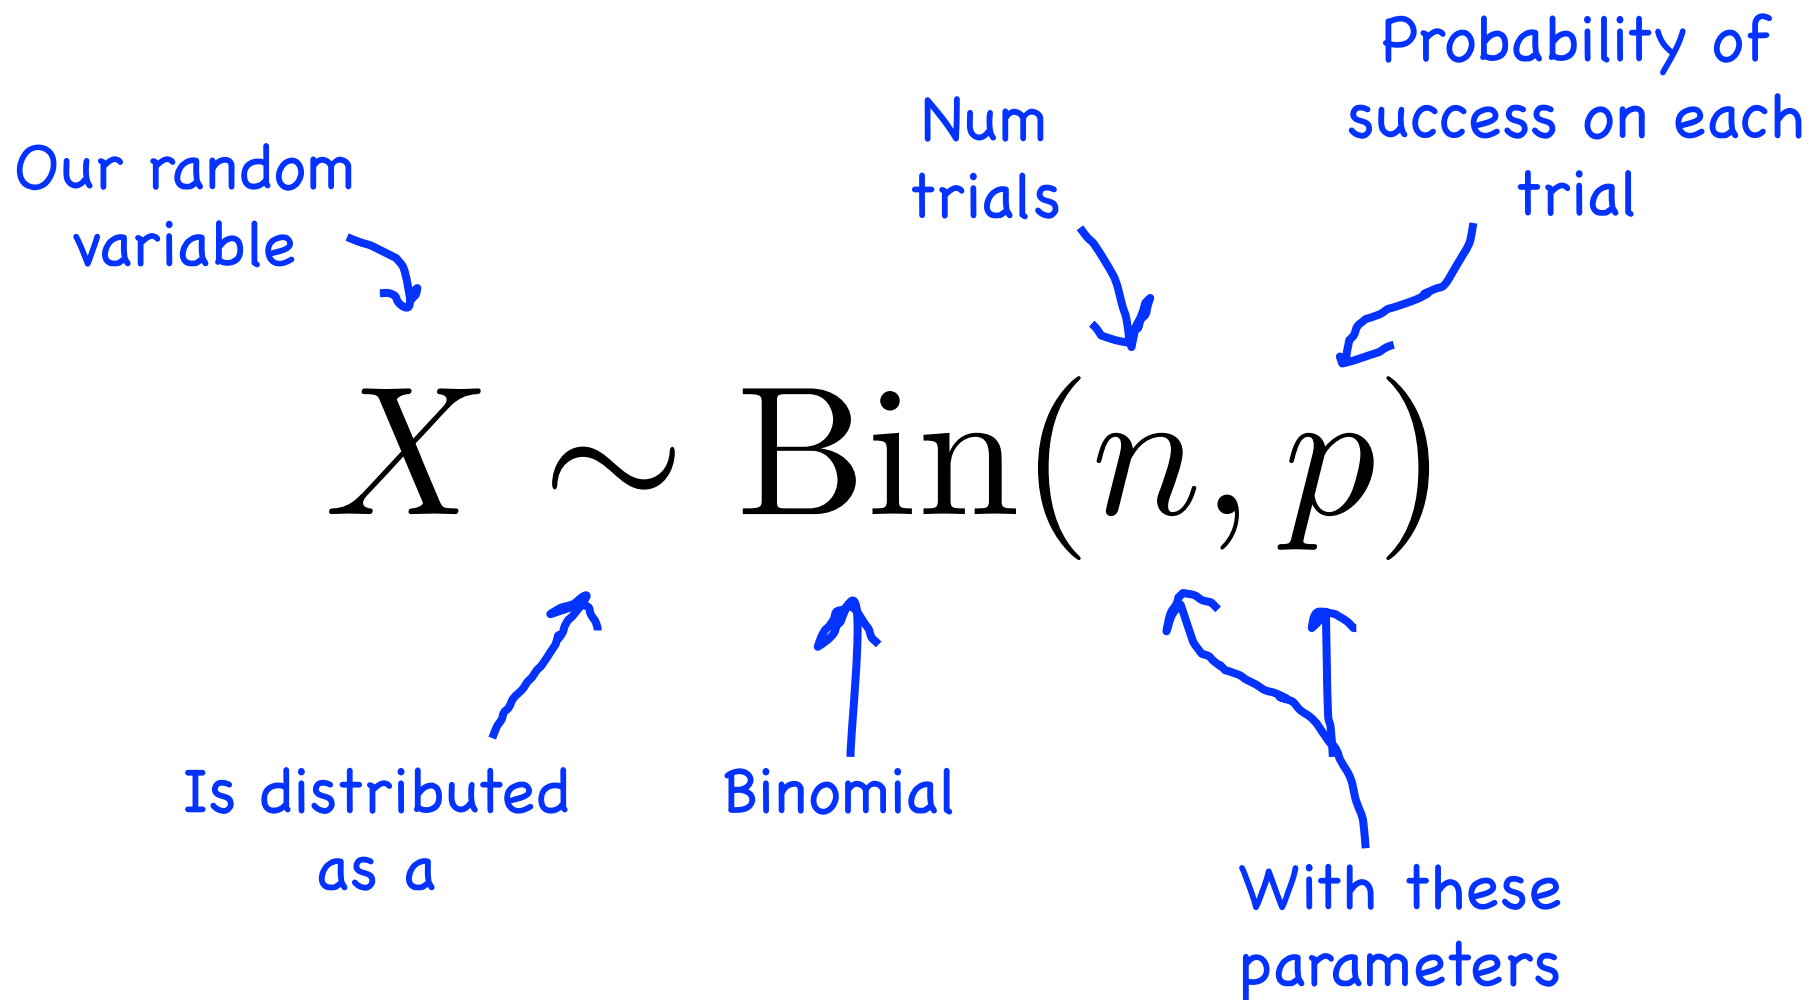 Probability of
success on each
trial
Num
trials
Our random
variable
X ∼ Bin(n, p)
Is distributed
as a
Binomial
With these
parameters